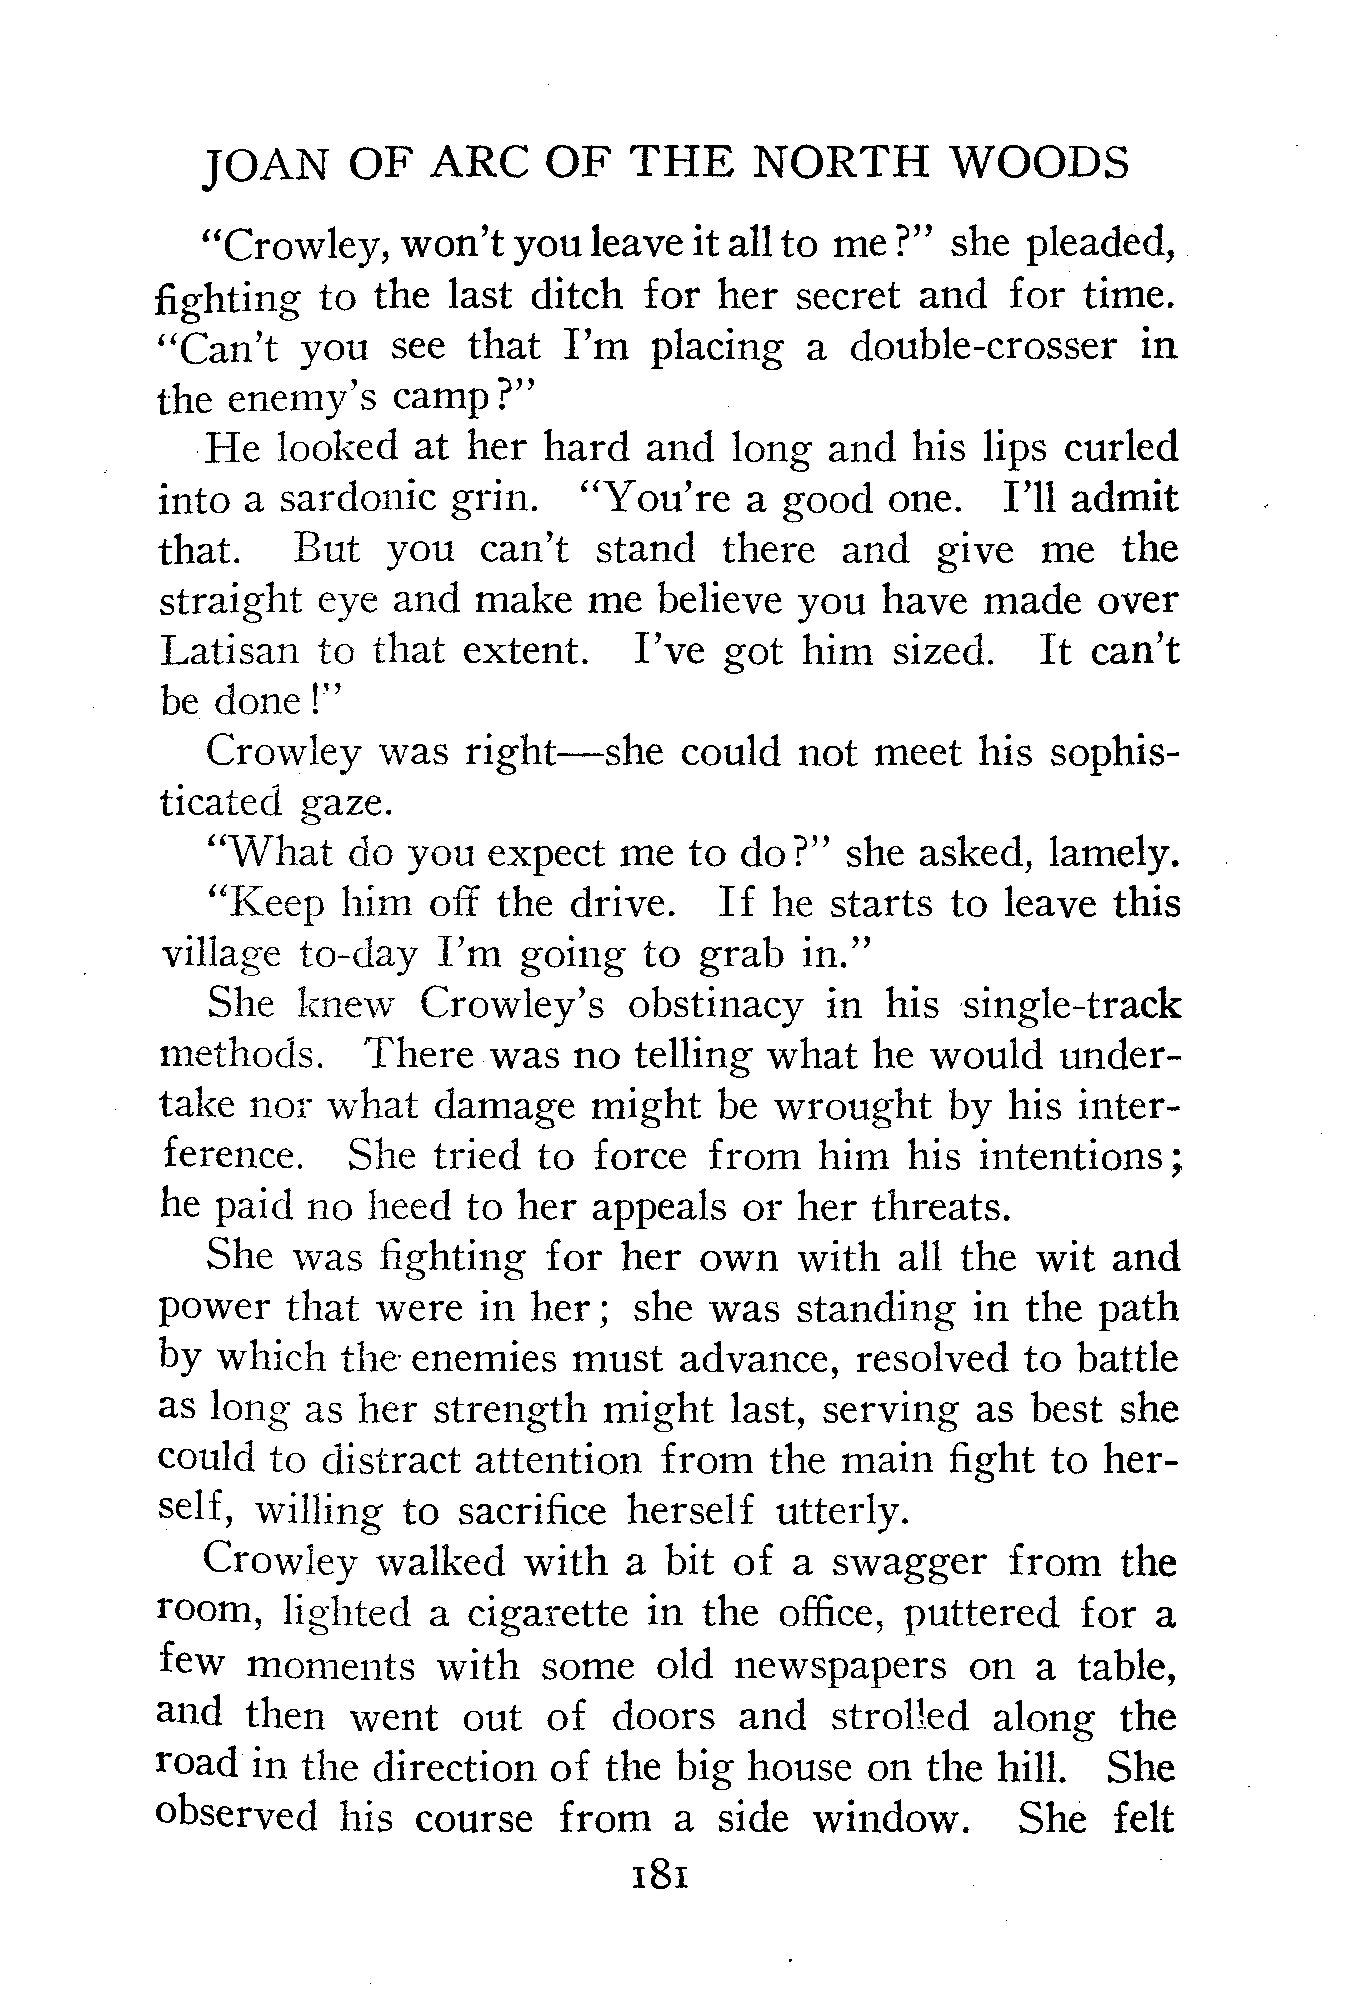 JOAN OF ARC OF THE NORTH WOODS
"Crowley, won't you leave it all to me?" she pleaded,
fighting to the last ditch for her secret and for time.
"Can't you see that I'm placing a double-crosser in
the enemy's camp?"
He looked at her hard and long and his lips curled
into a sardonic grin. "You're a good one. I'll admit
that. But you can't stand there and give me the
straight eye and make me believe you have made over
Latisan to that extent. I've got him sized. It can't
be done!"
Crowley was right—she could not meet his sophis-
ticated gaze.
"What do you expect me to do?" she asked, lamely.
"Keep him off the drive. If he starts to leave this
village to-day I'm going to grab in."
She knew Crowley's obstinacy in his single-track
methods. There was no telling what he would under-
take nor what damage might be wrought by his inter-
ference. She tried to force from him his intentions;
he paid no heed to her appeals or her threats.
She was fighting for her own with all the wit and
power that were in her; she was standing in the path
by which the enemies must advance, resolved to battle
as long as her strength might last, serving as best she
could to distract attention from the main fight to her-
self, willing to sacrifice herself utterly.
Crowley walked with a bit of a swagger from the
room, lighted a cigarette in the office, puttered for a
few moments with some old newspapers on a table,
and then went out of doors and strolled along the
road in the direction of the big house on the hill. She
observed his course from a side window. She felt
181